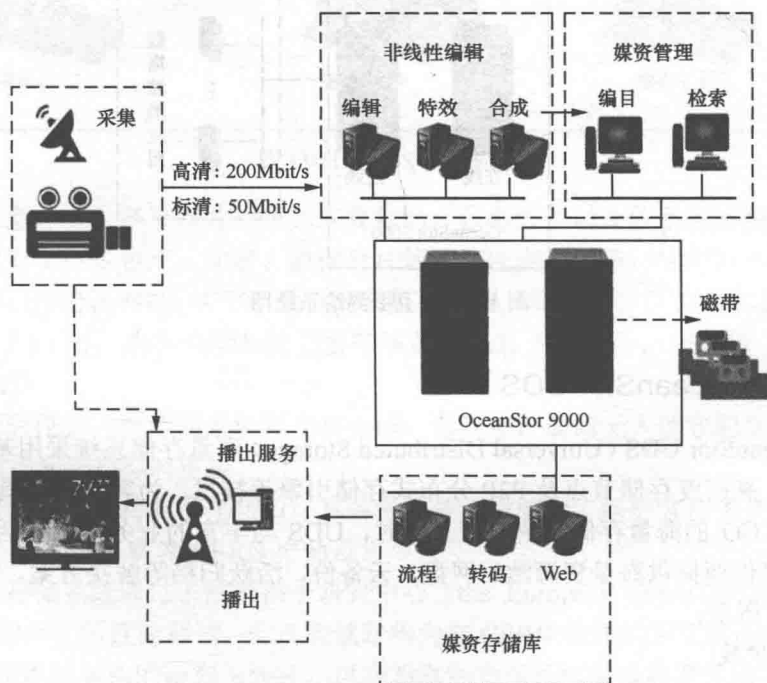 非线性编辑
媒资管理
采集
编辑
特效
合成
编目
检索
高清：200Mbit/s
标清：50Mbit/s
磁带
OceanStor 9000
播出服务
播出
流程
转码
Web
媒资存储库